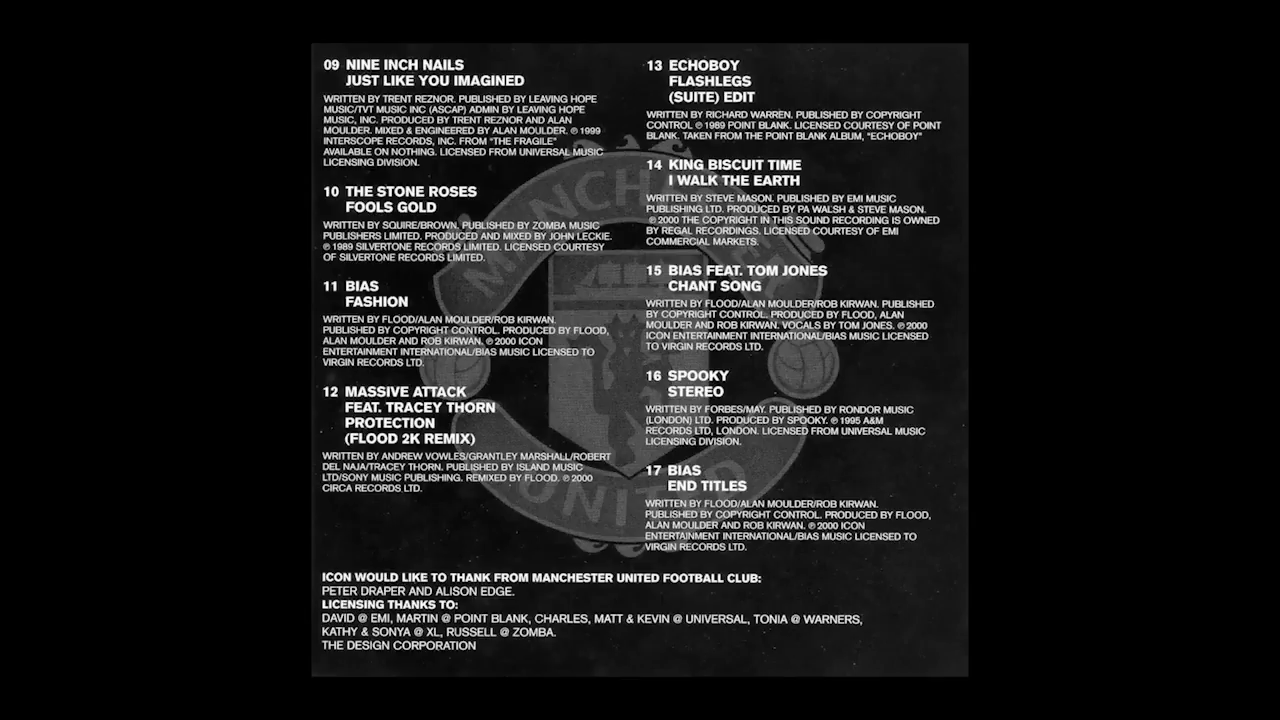 09 NINE INCH NAILS
JUST LIKE YOU IMAGINED
WRITTEN BY TRENT REZNOR. PUBLISHED BY LEAVING HOPE
MUSIC/TVT MUSIC INC (ASCAP) ADMIN BY LEAVING HOPE
MUSIC, INC. PRODUCED BY TRENT REZNOR AND ALAN
MOULDER. MIXED & ENGINEERED BY ALAN MOULDER. ℗ 1999
INTERSCOPE RECORDS, INC. FROM "THE FRAGILE"
AVAILABLE ON NOTHING. LICENSED FROM UNIVERSAL MUSIC
LICENSING DIVISION.
10 THE STONE ROSES
FOOLS GOLD
WRITTEN BY SQUIRE/BROWN. PUBLISHED BY ZOMBA MUSIC
PUBLISHERS LIMITED. PRODUCED AND MIXED BY JOHN LECKIE.
℗ 1989 SILVERTONE RECORDS LIMITED. LICENSED COURTESY
OF SILVERTONE RECORDS LIMITED.
11 BIAS
FASHION
WRITTEN BY FLOOD/ALAN MOULDER/ROB KIRWAN.
PUBLISHED BY COPYRIGHT CONTROL. PRODUCED BY FLOOD,
ALAN MOULDER AND ROB KIRWAN. ℗ 2000 ICON
ENTERTAINMENT INTERNATIONAL/BIAS MUSIC LICENSED TO
VIRGIN RECORDS LTD.
12 MASSIVE ATTACK
FEAT. TRACEY THORN
PROTECTION
(FLOOD 2K REMIX)
WRITTEN BY ANDREW VOWLES/GRANTLEY MARSHALL/ROBERT
DEL NAJA/TRACEY THORN. PUBLISHED BY ISLAND MUSIC
LTD/SONY MUSIC PUBLISHING. REMIXED BY FLOOD. ℗ 2000
CIRCA RECORDS LTD.
13 ECHOBOY
FLASHLEGS
(SUITE) EDIT
WRITTEN BY RICHARD WARREN. PUBLISHED BY COPYRIGHT
CONTROL ℗ 1989 POINT BLANK. LICENSED COURTESY OF POINT
BLANK. TAKEN FROM THE POINT BLANK ALBUM, "ECHOBOY"
14 KING BISCUIT TIME
I WALK THE EARTH
WRITTEN BY STEVE MASON. PUBLISHED BY EMI MUSIC
PUBLISHING LTD. PRODUCED BY PA WALSH & STEVE MASON.
℗ 2000 THE COPYRIGHT IN THIS SOUND RECORDING IS OWNED
BY REGAL RECORDINGS. LICENSED COURTESY OF EMI
COMMERCIAL MARKETS.
15 BIAS FEAT. TOM JONES
CHANT SONG
WRITTEN BY FLOOD/ALAN MOULDER/ROB KIRWAN. PUBLISHED
BY COPYRIGHT CONTROL. PRODUCED BY FLOOD, ALAN
MOULDER AND ROB KIRWAN. VOCALS BY TOM JONES. ℗ 2000
ICON ENTERTAINMENT INTERNATIONAL/BIAS MUSIC LICENSED
TO VIRGIN RECORDS LTD.
16 SPOOKY
STEREO
WRITTEN BY FORBES/MAY. PUBLISHED BY RONDOR MUSIC
(LONDON) LTD. PRODUCED BY SPOOKY. ℗ 1995 A&M
RECORDS LTD, LONDON. LICENSED FROM UNIVERSAL MUSIC
LICENSING DIVISION.
17 BIAS
END TITLES
WRITTEN BY FLOOD/ALAN MOULDER/ROB KIRWAN.
PUBLISHED BY COPYRIGHT CONTROL. PRODUCED BY FLOOD,
ALAN MOULDER AND ROB KIRWAN. ℗ 2000 ICON
ENTERTAINMENT INTERNATIONAL/BIAS MUSIC LICENSED TO
VIRGIN RECORDS LTD.
ICON WOULD LIKE TO THANK FROM MANCHESTER UNITED FOOTBALL CLUB:
PETER DRAPER AND ALISON EDGE.
LICENSING THANKS TO:
DAVID @ EMI, MARTIN @ POINT BLANK, CHARLES, MATT & KEVIN @ UNIVERSAL, TONIA @ WARNERS,
KATHY & SONYA @ XL, RUSSELL @ ZOMBA.
THE DESIGN CORPORATION
MANCHESTER
UNITED